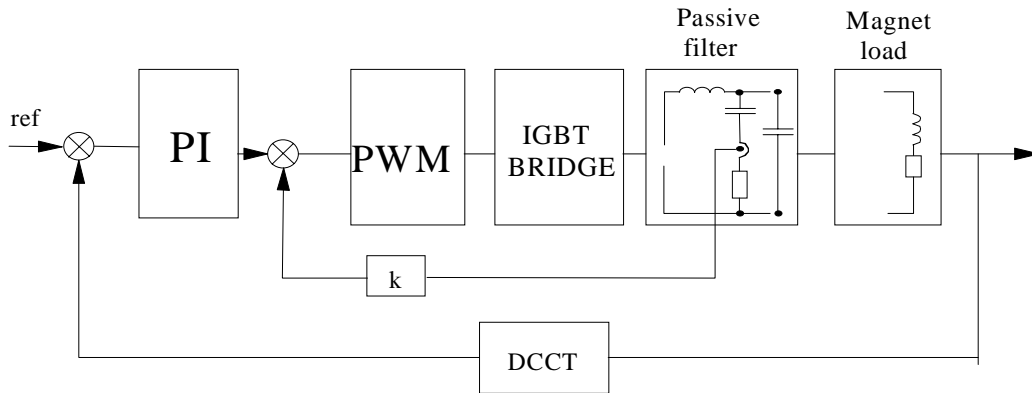 Passive
filter
Magnet
load
ref
PI
PWM
IGBT
BRIDGE
k
DCCT